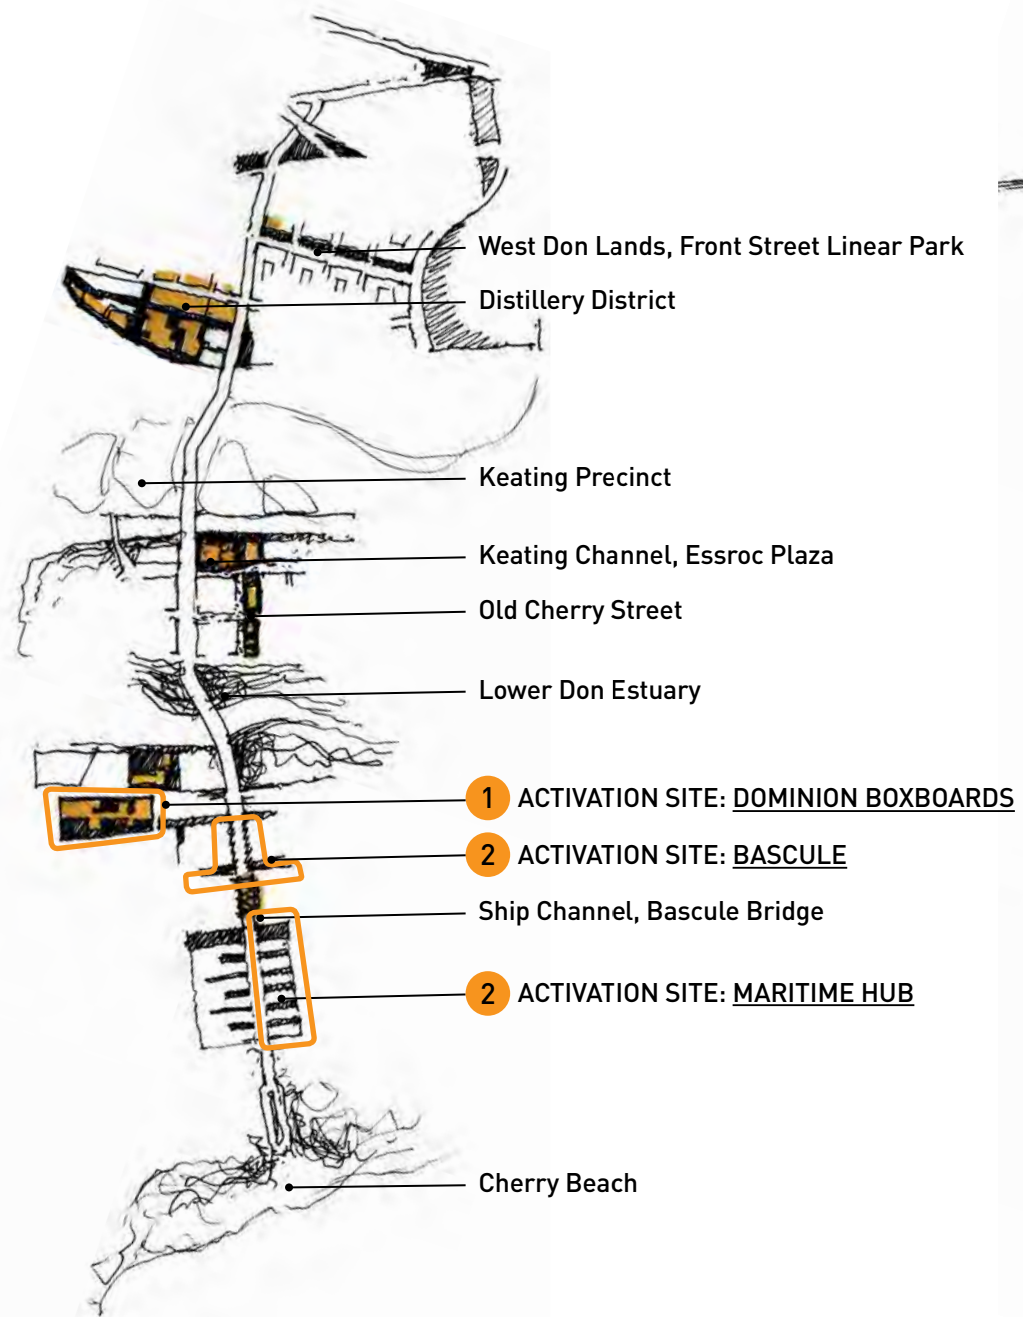 West Don Lands, Front Street Linear Park
Distillery District
Keating Precinct
Keating Channel, Essroc Plaza
Old Cherry Street
Lower Don Estuary
1 ACTIVATION SITE: DOMINION BOXBOARDS
2 ACTIVATION SITE: BASCULE
Ship Channel, Bascule Bridge
2 ACTIVATION SITE: MARITIME HUB
Cherry Beach